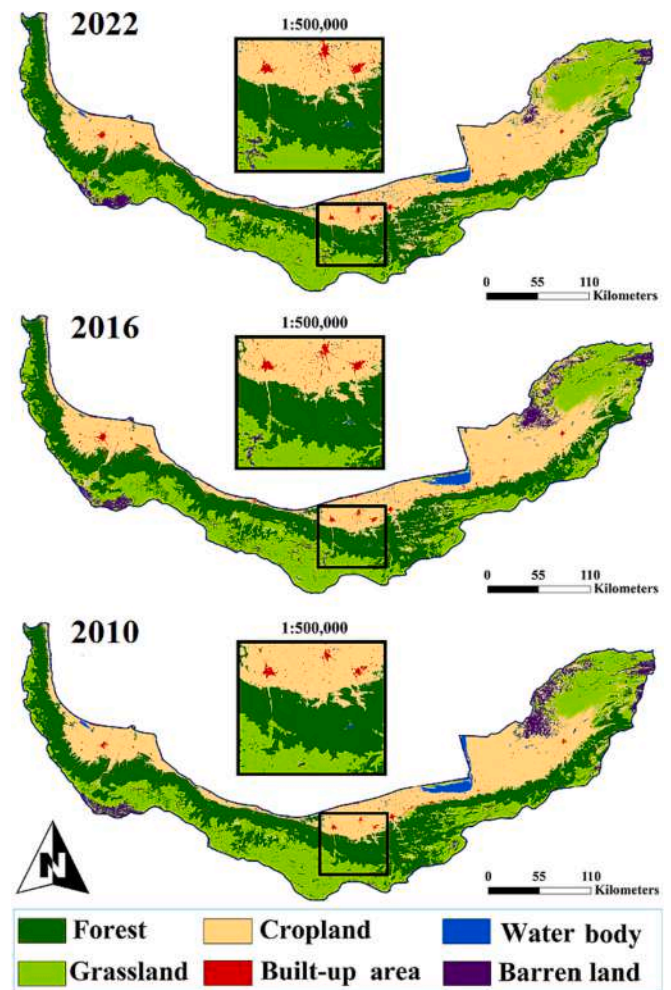 2022
1:500,000
0 55 110
Kilometers
2016
1:500,000
0 55 110
Kilometers
2010
1:500,000
0 55 110
Kilometers
N
Forest Cropland Water body
Grassland Built-up area Barren land